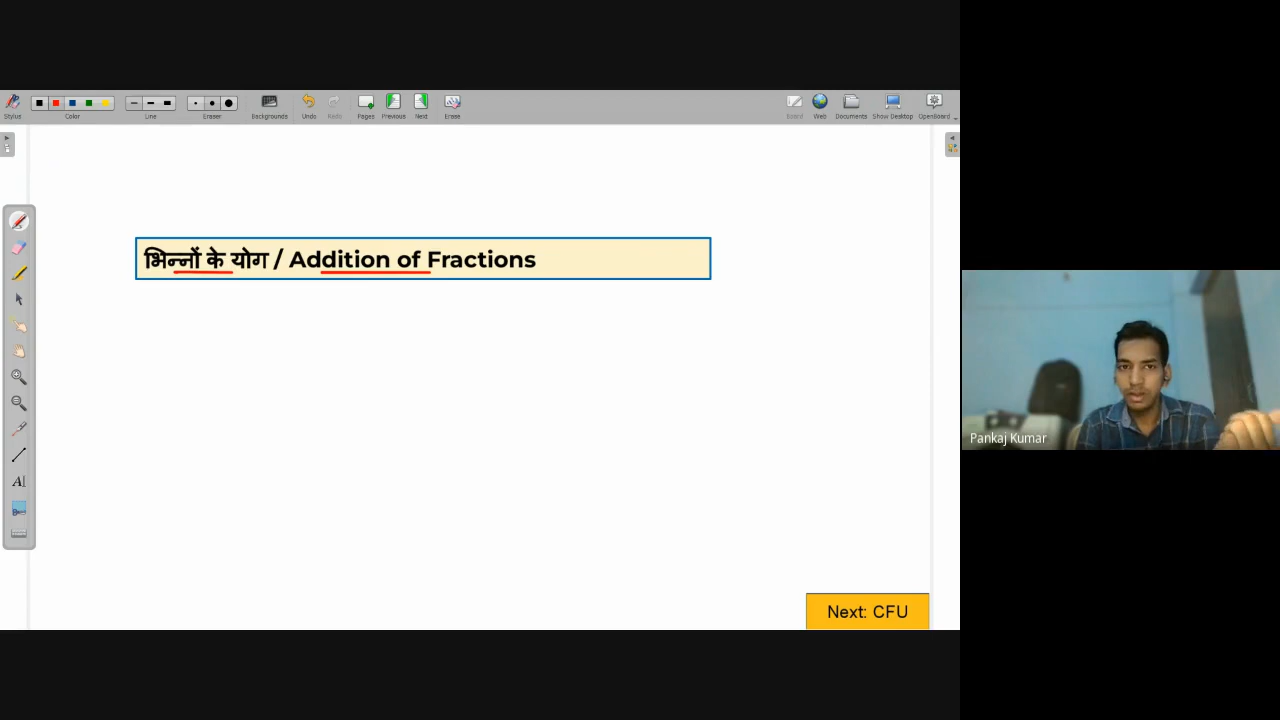 Stylus
Color
Line
Eraser
Backgrounds
Undo
Redo
Pages
Previous
Next
Erase
Board
Web
Documents
Show Desktop
OpenBoard
भिन्नों के योग / Addition of Fractions
AI
Pankaj Kumar
Next: CFU